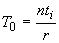 T₀ = ntᵢ / r